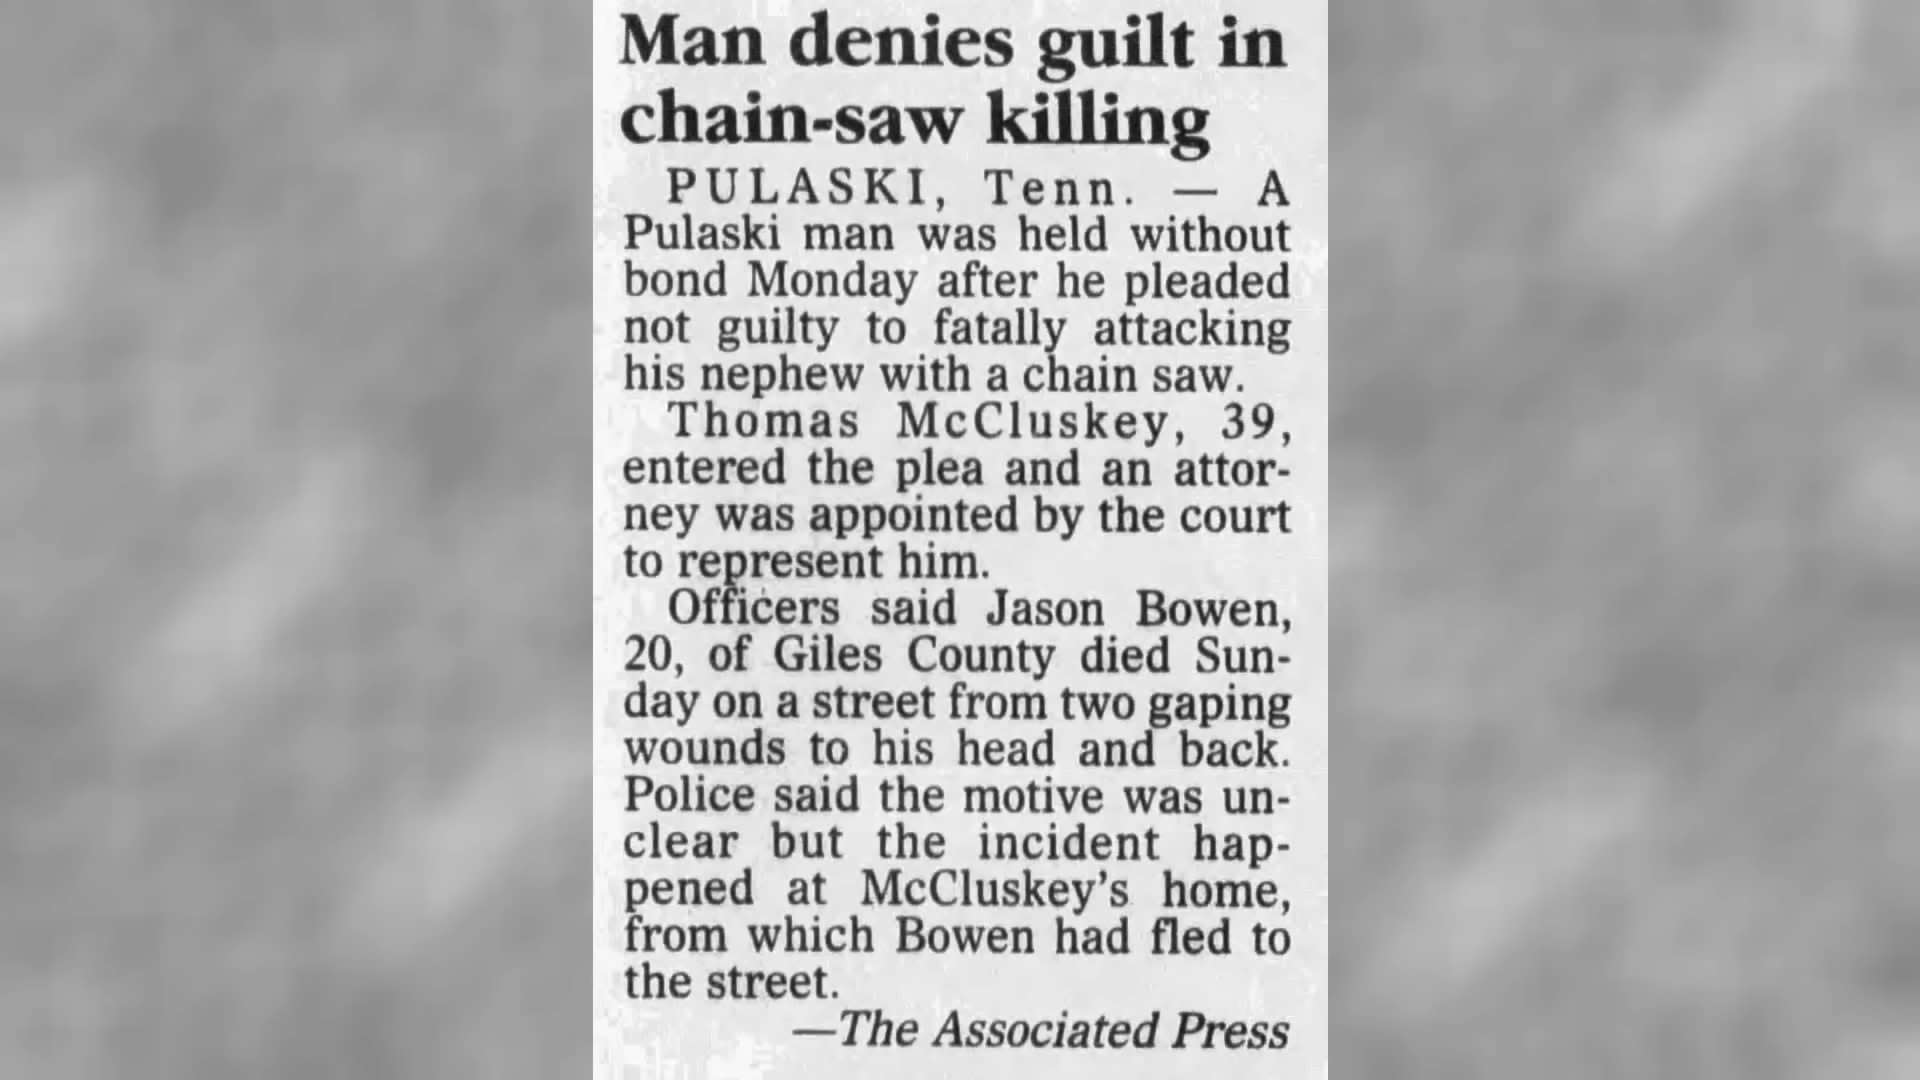 Man denies guilt in
chain-saw killing
PULASKI, Tenn. — A
Pulaski man was held without
bond Monday after he pleaded
not guilty to fatally attacking
his nephew with a chain saw.
Thomas McCluskey, 39,
entered the plea and an attor-
ney was appointed by the court
to represent him.
Officers said Jason Bowen,
20, of Giles County died Sun-
day on a street from two gaping
wounds to his head and back.
Police said the motive was un-
clear but the incident hap-
pened at McCluskey's home,
from which Bowen had fled to
the street.
—The Associated Press